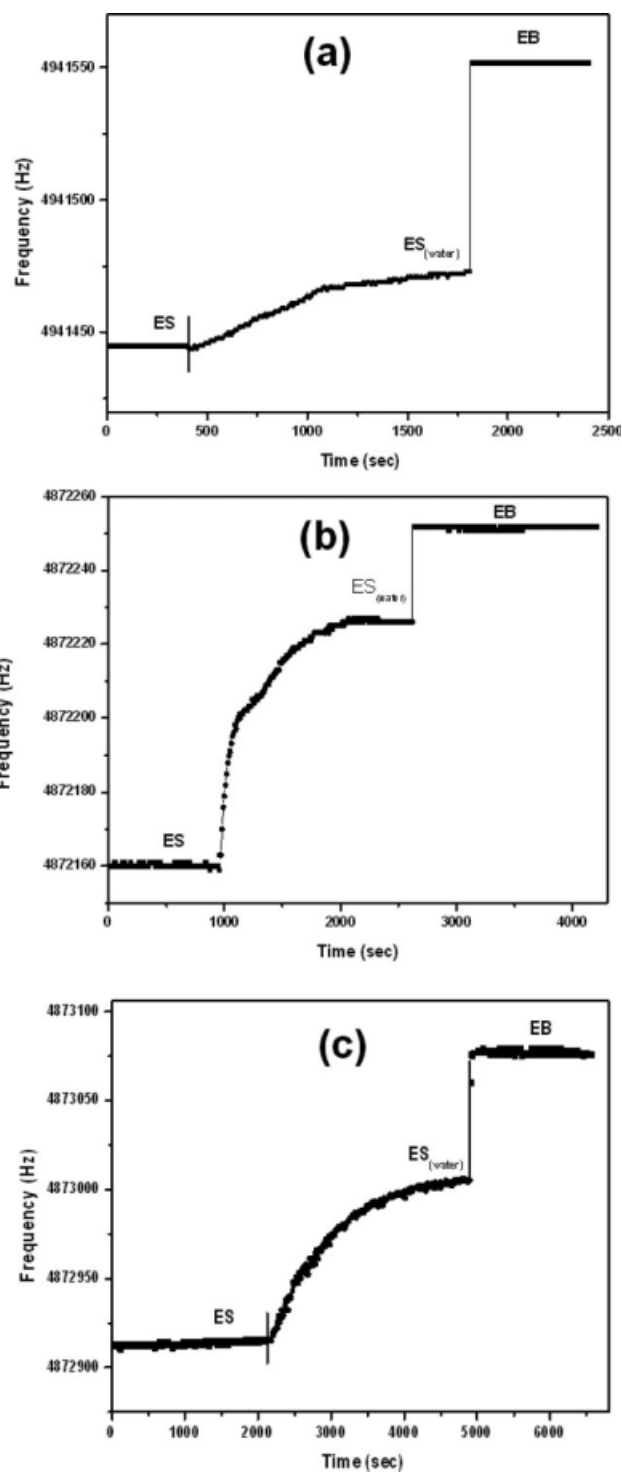 (a)
EB
4941550
4941500
ES(water)
ES
4941450
Frequency (Hz)
0 500 1000 1500 2000 2500
Time (sec)
4872260
(b)
EB
4872240
ES(water)
4872220
4872200
4872180
ES
4872160
Frequency (Hz)
0 1000 2000 3000 4000
Time (sec)
4873100
(c)
EB
4873050
ES(water)
4873000
4872950
ES
4872900
Frequency (Hz)
0 1000 2000 3000 4000 5000 6000
Time (sec)